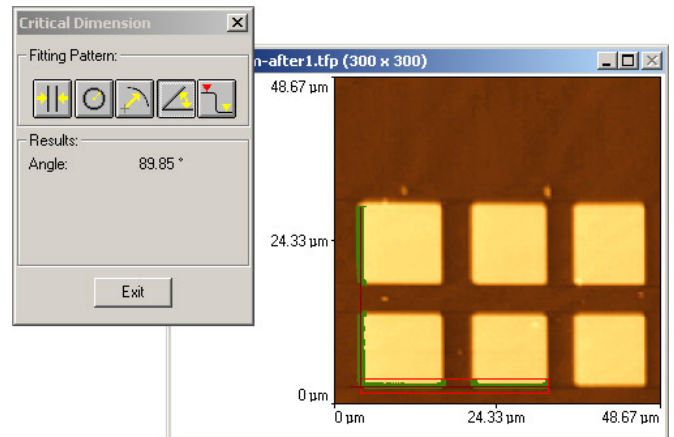 Critical Dimension
Fitting Pattern:
Results:
Angle: 89.85 °
Exit
n-after1.tfp (300 x 300)
48.67 µm
24.33 µm
0 µm
0 µm 24.33 µm 48.67 µm